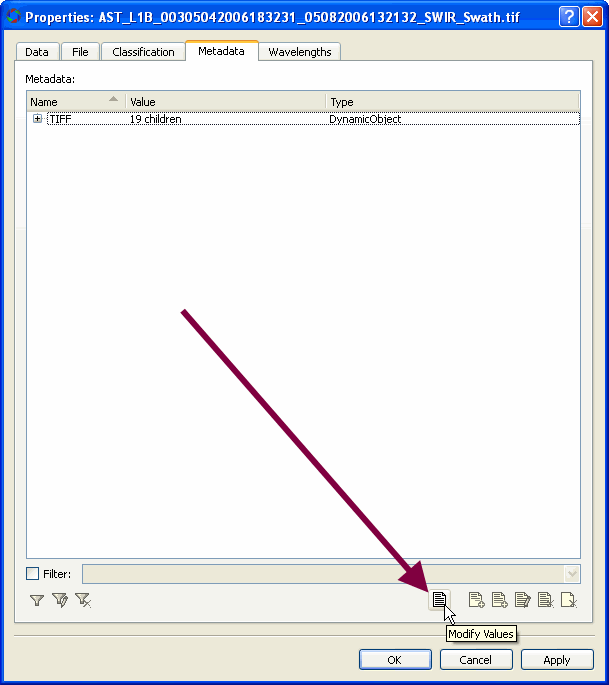 Properties: AST_L1B_00305042006183231_05082006132132_SWIR_Swath.tif
Data File Classification Metadata Wavelengths
Metadata:
Name Value Type
TIFF 19 children DynamicObject
Filter:
Modify Values
OK Cancel Apply